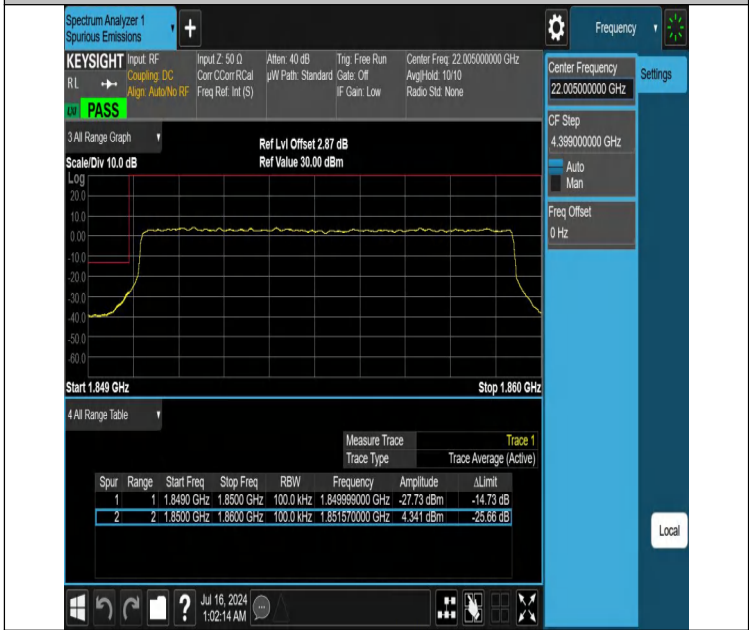 Spectrum Analyzer 1
Spurious Emissions
Frequency
KEYSIGHT
RL
Input: RF
Coupling: DC
Align: Auto/No RF
Input Z: 50 Ω
Corr CCorr RCal
Freq Ref: Int (S)
Atten: 40 dB
µW Path: Standard
Trig: Free Run
Gate: Off
IF Gain: Low
Center Freq: 22.005000000 GHz
Avg|Hold: 10/10
Radio Std: None
LXI PASS
Center Frequency
22.005000000 GHz
Settings
CF Step
4.399000000 GHz
Auto
Man
Freq Offset
0 Hz
3 All Range Graph
Ref Lvl Offset 2.87 dB
Scale/Div 10.0 dB
Ref Value 30.00 dBm
Log
20.0
10.0
0.00
-10.0
-20.0
-30.0
-40.0
-50.0
-60.0
Start 1.849 GHz
Stop 1.860 GHz
4 All Range Table
Measure Trace Trace 1
Trace Type Trace Average (Active)
Spur Range Start Freq Stop Freq RBW Frequency Amplitude ΔLimit
1 1 1.8490 GHz 1.8500 GHz 100.0 kHz 1.849999000 GHz -27.73 dBm -14.73 dB
2 2 1.8500 GHz 1.8600 GHz 100.0 kHz 1.851570000 GHz 4.341 dBm -25.66 dB
Local
Jul 16, 2024
1:02:14 AM